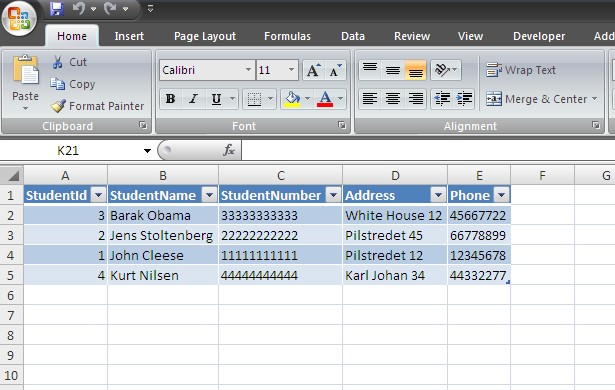 Home Insert Page Layout Formulas Data Review View Developer Add
Cut
Copy
Format Painter
Paste
Calibri 11 A A
B I U A
Wrap Text
Merge & Center
Clipboard Font Alignment
K21 fx
A B C D E F G
1 StudentId StudentName StudentNumber Address Phone
2 3 Barak Obama 33333333333 White House 12 45667722
3 2 Jens Stoltenberg 22222222222 Pilstredet 45 66778899
4 1 John Cleese 11111111111 Pilstredet 12 12345678
5 4 Kurt Nilsen 44444444444 Karl Johan 34 44332277
6
7
8
9
10